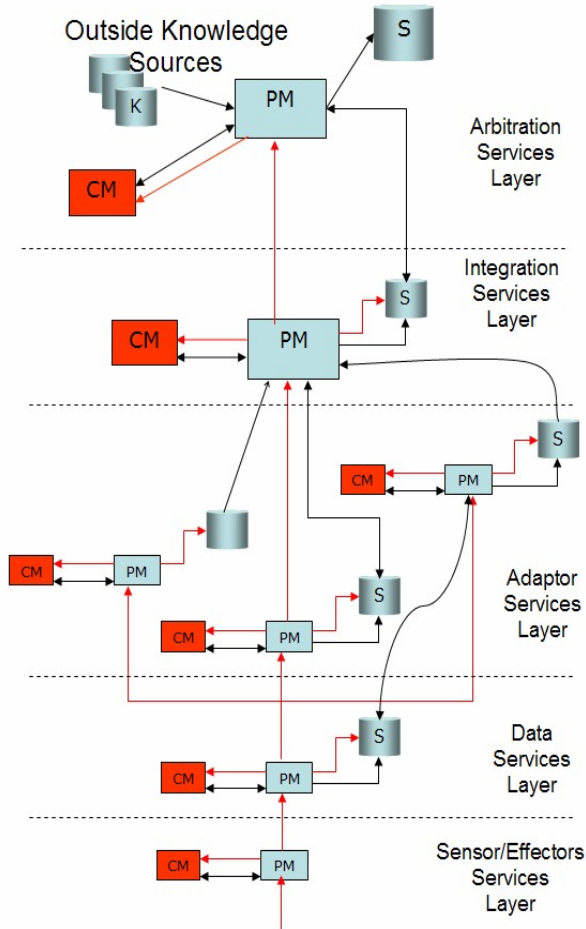 Outside Knowledge
Sources
K
PM
S
CM
Arbitration
Services
Layer
Integration
Services
Layer
S
CM
PM
S
CM
PM
CM
PM
S
CM
PM
Adaptor
Services
Layer
S
CM
PM
Data
Services
Layer
CM
PM
Sensor/Effectors
Services
Layer